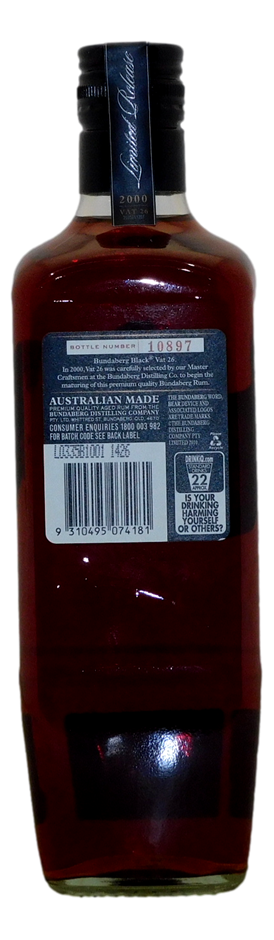 Limited Release
2000
VAT 26
BOTTLE NUMBER 10897
Bundaberg Black® Vat 26
In 2000, Vat 26 was carefully selected by our Master
Craftsmen at the Bundaberg Distilling Co. to begin the
maturing of this premium quality Bundaberg Rum.
AUSTRALIAN MADE
PREMIUM QUALITY AGED RUM FROM THE
BUNDABERG DISTILLING COMPANY
CONSUMER ENQUIRIES 1800 003 982
FOR BATCH CODE SEE BACK LABEL
THE BUNDABERG WORD,
BEAR DEVICE AND
ASSOCIATED LOGOS
ARE TRADE MARKS
©THE BUNDABERG
DISTILLING
COMPANY PTY.
LIMITED 2010
L0335B1001 1426
9 310495 074181
DRINKiQ.com
STANDARD
DRINKS
22
APPROX.
IS YOUR
DRINKING
HARMING
YOURSELF
OR OTHERS?